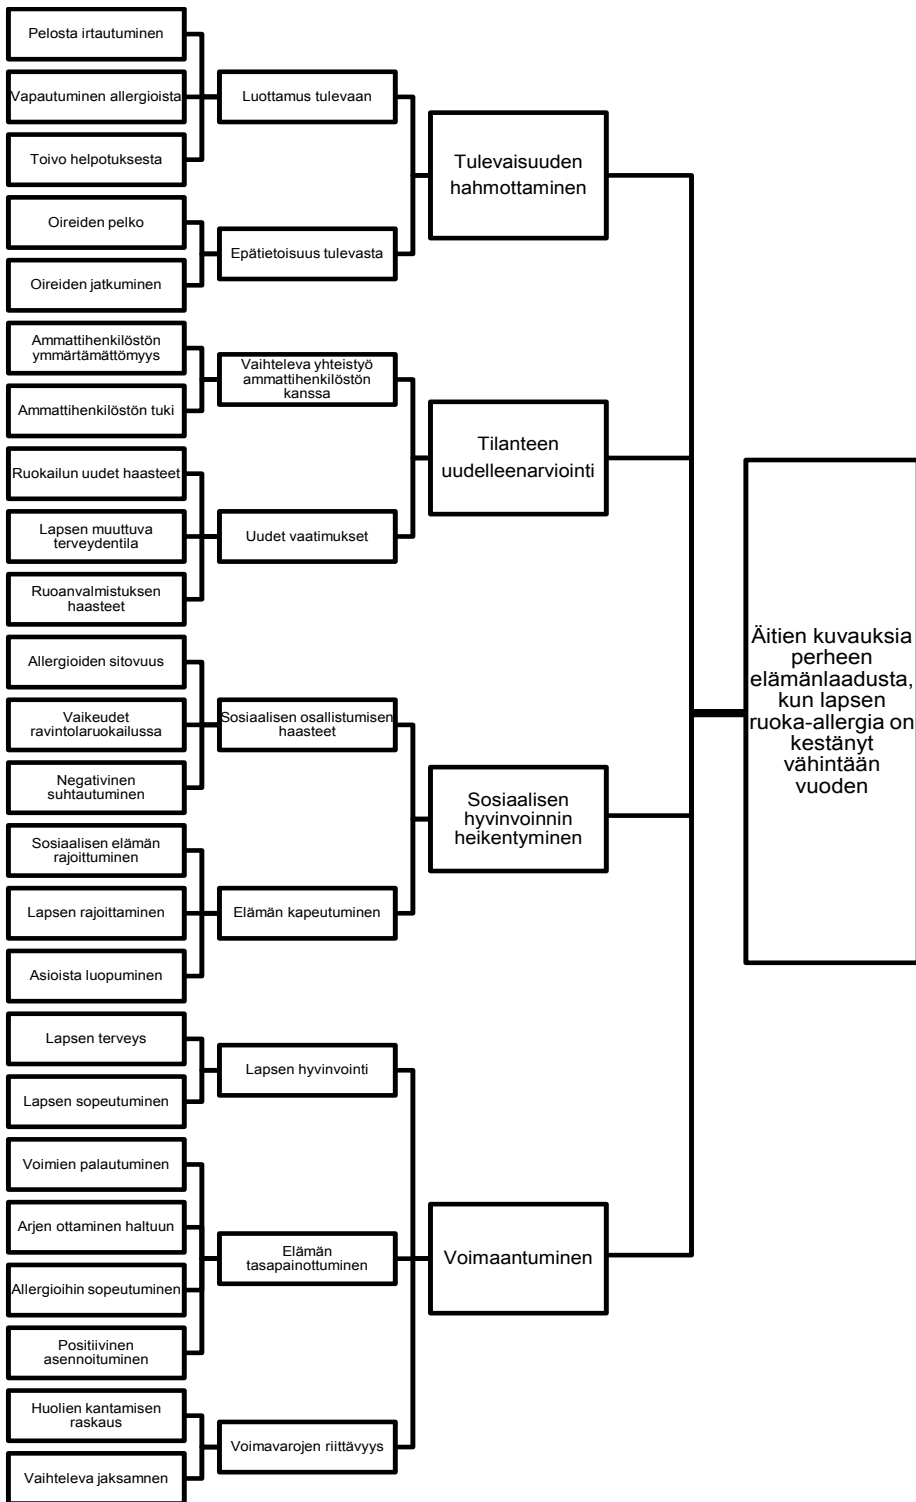 Pelosta irtautuminen
Vapautuminen allergioista
Toivo helpotuksesta
Oireiden pelko
Oireiden jatkuminen
Ammattihenkilöstön
ymmärtämättömyys
Ammattihenkilöstön tuki
Ruokailun uudet haasteet
Lapsen muuttuva
terveydentila
Ruoanvalmistuksen
haasteet
Allergioiden sitovuus
Vaikeudet
ravintolaruokailussa
Negatiivinen
suhtautuminen
Sosiaalisen elämän
rajoittuminen
Lapsen rajoittaminen
Asioista luopuminen
Lapsen terveys
Lapsen sopeutuminen
Voimien palautuminen
Arjen ottaminen haltuun
Allergioihin sopeutuminen
Positiivinen
asennoituminen
Huolien kantamisen
raskaus
Vaihteleva jaksamnen
Luottamus tulevaan
Epätietoisuus tulevasta
Vaihteleva yhteistyö
ammattihenkilöstön
kanssa
Uudet vaatimukset
Sosiaalisen osallistumisen
haasteet
Elämän kapeutuminen
Lapsen hyvinvointi
Elämän
tasapainottuminen
Voimavarojen riittävyys
Tulevaisuuden
hahmottaminen
Tilanteen
uudelleenarviointi
Sosiaalisen
hyvinvoinnin
heikentyminen
Voimaantuminen
Äitien kuvauksia
perheen
elämänlaadusta,
kun lapsen
ruoka-allergia on
kestänyt
vähintään
vuoden